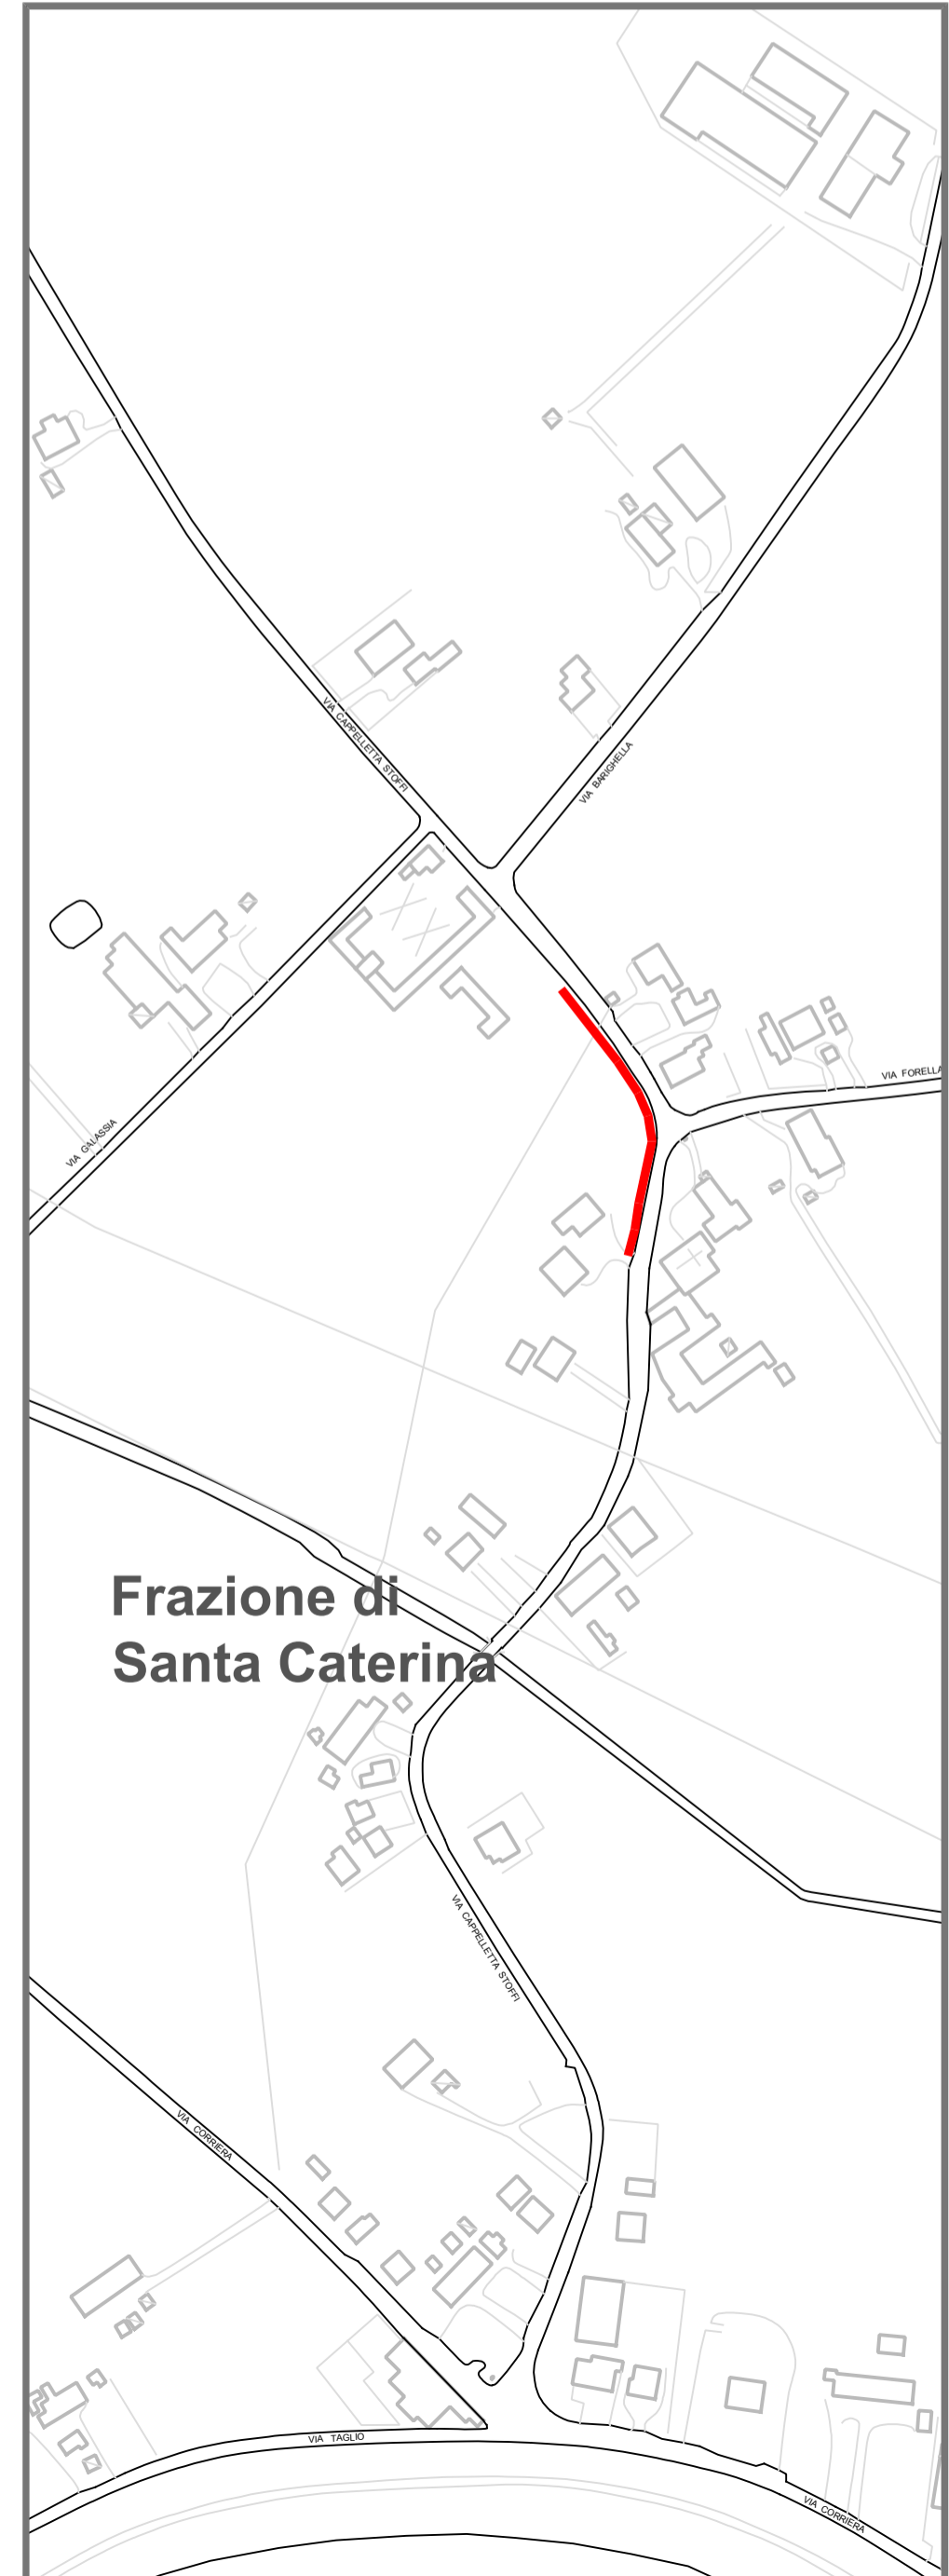 VIA CAPPELLETTA STOFFI
VIA BARIGHELLA
VIA FORELLA
VIA GALASSIA
Frazione di
Santa Caterina
VIA CAPPELLETTA STOFFI
VIA CORRIERA
VIA TAGLIO
VIA CORRIERA